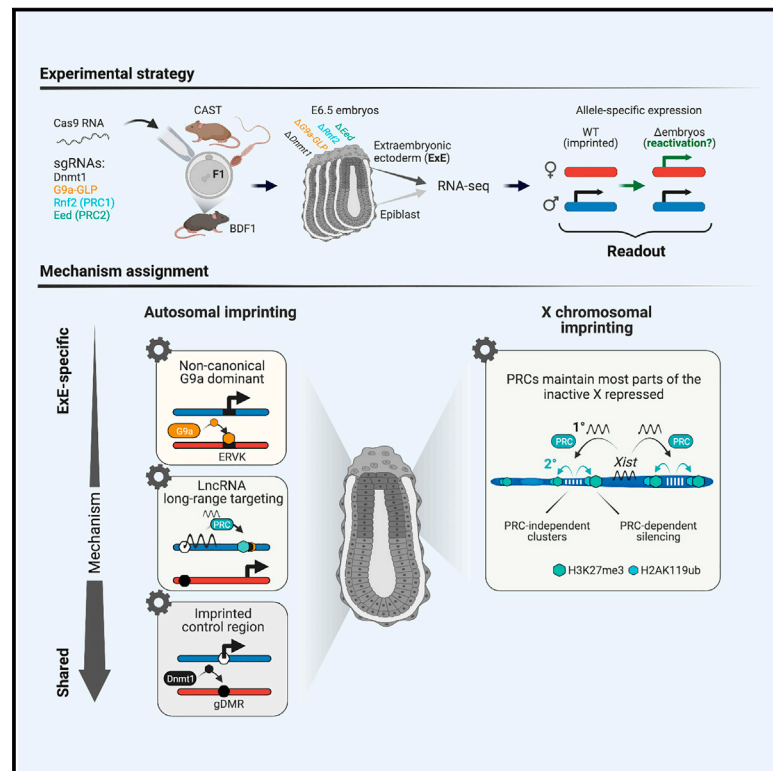 Experimental strategy
Cas9 RNA
sgRNAs:
Dnmt1
G9a-GLP
Rnf2 (PRC1)
Eed (PRC2)
CAST
F1
BDF1
E6.5 embryos
ΔDnmt1
ΔG9a-GLP
ΔRnf2
ΔEed
Extraembryonic
ectoderm (ExE)
Epiblast
RNA-seq
Allele-specific expression
WT
(imprinted)
Δembryos
(reactivation?)
♀
♂
Readout
Mechanism assignment
ExE-specific
Mechanism
Shared
Autosomal imprinting
Non-canonical
G9a dominant
G9a
ERVK
LncRNA
long-range targeting
PRC
Imprinted
control region
Dnmt1
gDMR
X chromosomal
imprinting
PRCs maintain most parts of the
inactive X repressed
1°
PRC
PRC
2°
Xist
PRC-independent
clusters
PRC-dependent
silencing
H3K27me3
H2AK119ub